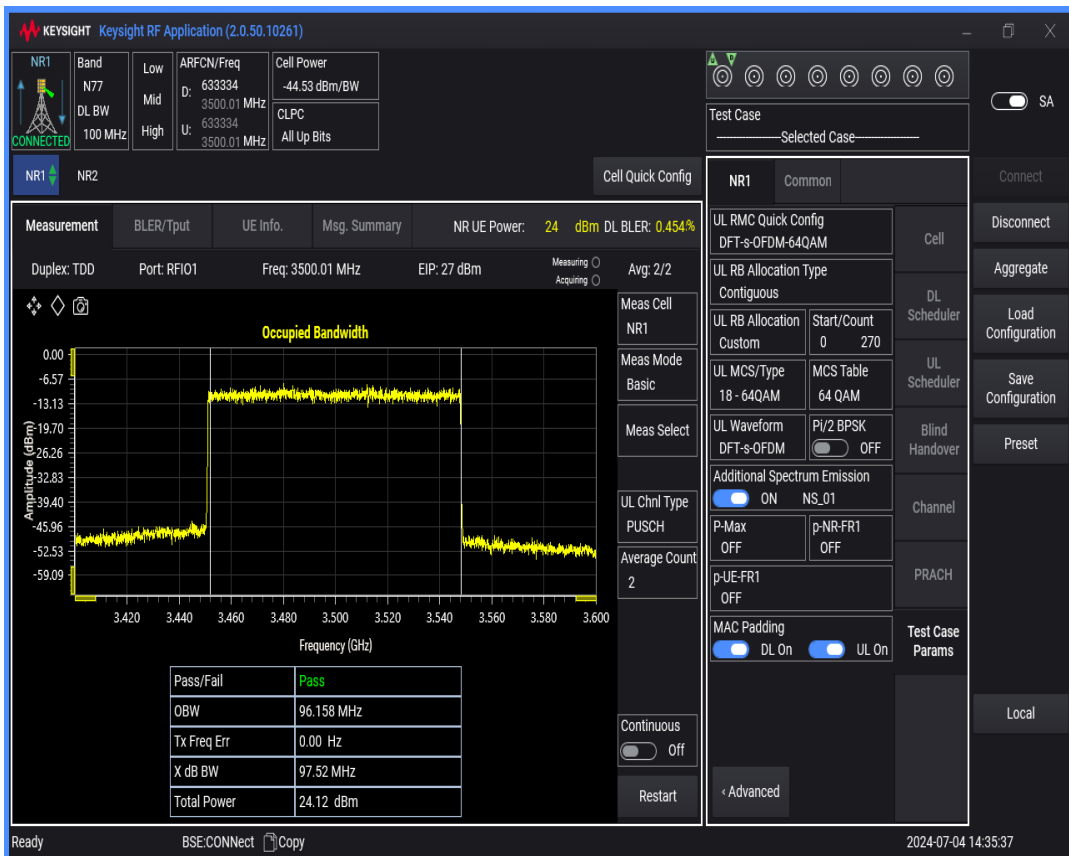 KEYSIGHT Keysight RF Application (2.0.50.10261)
NR1
CONNECTED
Band
N77
DL BW
100 MHz
Low
Mid
High
ARFCN/Freq
D: 633334
3500.01 MHz
U: 633334
3500.01 MHz
Cell Power
-44.53 dBm/BW
CLPC
All Up Bits
Test Case
Selected Case
SA
NR1 NR2
Cell Quick Config
NR1 Common
Connect
Disconnect
Aggregate
Load
Configuration
Save
Configuration
Preset
Local
Measurement BLER/Tput UE Info. Msg. Summary NR UE Power: 24 dBm DL BLER: 0.454%
Duplex: TDD Port: RFIO1 Freq: 3500.01 MHz EIP: 27 dBm Measuring Acquiring Avg: 2/2
Occupied Bandwidth
Amplitude (dBm)
0.00
-6.57
-13.13
-19.70
-26.26
-32.83
-39.40
-45.96
-52.53
-59.09
3.420 3.440 3.460 3.480 3.500 3.520 3.540 3.560 3.580 3.600
Frequency (GHz)
Pass/Fail Pass
OBW 96.158 MHz
Tx Freq Err 0.00 Hz
X dB BW 97.52 MHz
Total Power 24.12 dBm
Meas Cell
NR1
Meas Mode
Basic
Meas Select
UL Chnl Type
PUSCH
Average Count
2
Continuous
Off
Restart
UL RMC Quick Config
DFT-s-OFDM-64QAM
UL RB Allocation Type
Contiguous
UL RB Allocation
Custom
Start/Count
0 270
UL MCS/Type
18 - 64QAM
MCS Table
64 QAM
UL Waveform
DFT-s-OFDM
Pi/2 BPSK
OFF
Additional Spectrum Emission
ON NS_01
P-Max
OFF
p-NR-FR1
OFF
p-UE-FR1
OFF
MAC Padding
DL On UL On
‹ Advanced
Cell
DL
Scheduler
UL
Scheduler
Blind
Handover
Channel
PRACH
Test Case
Params
Ready BSE:CONNect Copy 2024-07-04 14:35:37